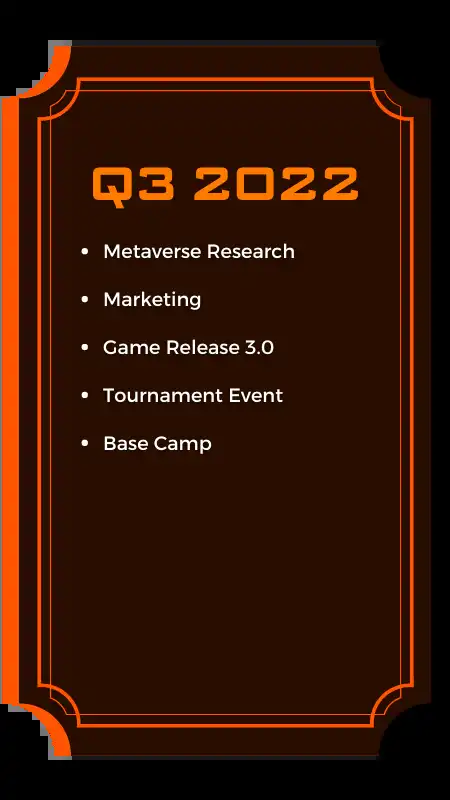 Q3 2022
• Metaverse Research
• Marketing
• Game Release 3.0
• Tournament Event
• Base Camp